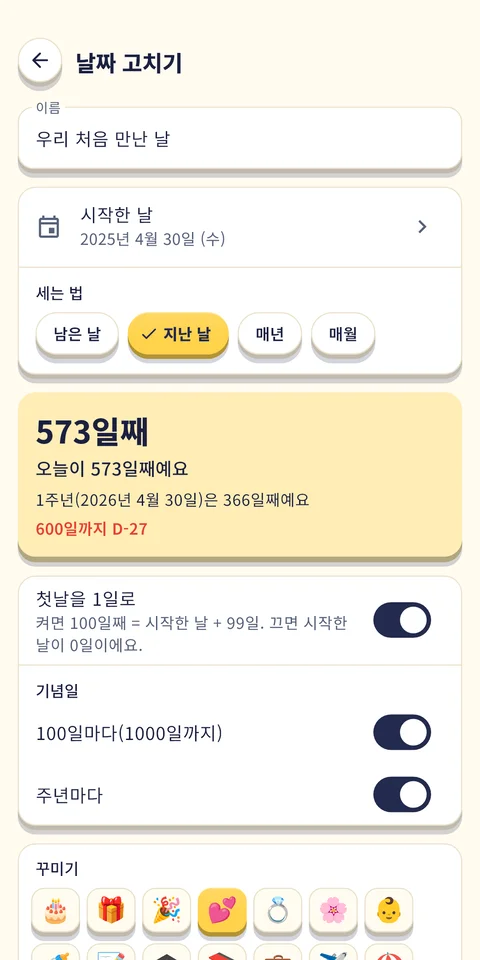 날짜 고치기
이름
우리 처음 만난 날
시작한 날
2025년 4월 30일 (수)
세는 법
남은 날
지난 날
매년
매월
573일째
오늘이 573일째예요
1주년(2026년 4월 30일)은 366일째예요
600일까지 D-27
첫날을 1일로
켜면 100일째 = 시작한 날 + 99일. 끄면 시작한
날이 0일이에요.
기념일
100일마다(1000일까지)
주년마다
꾸미기